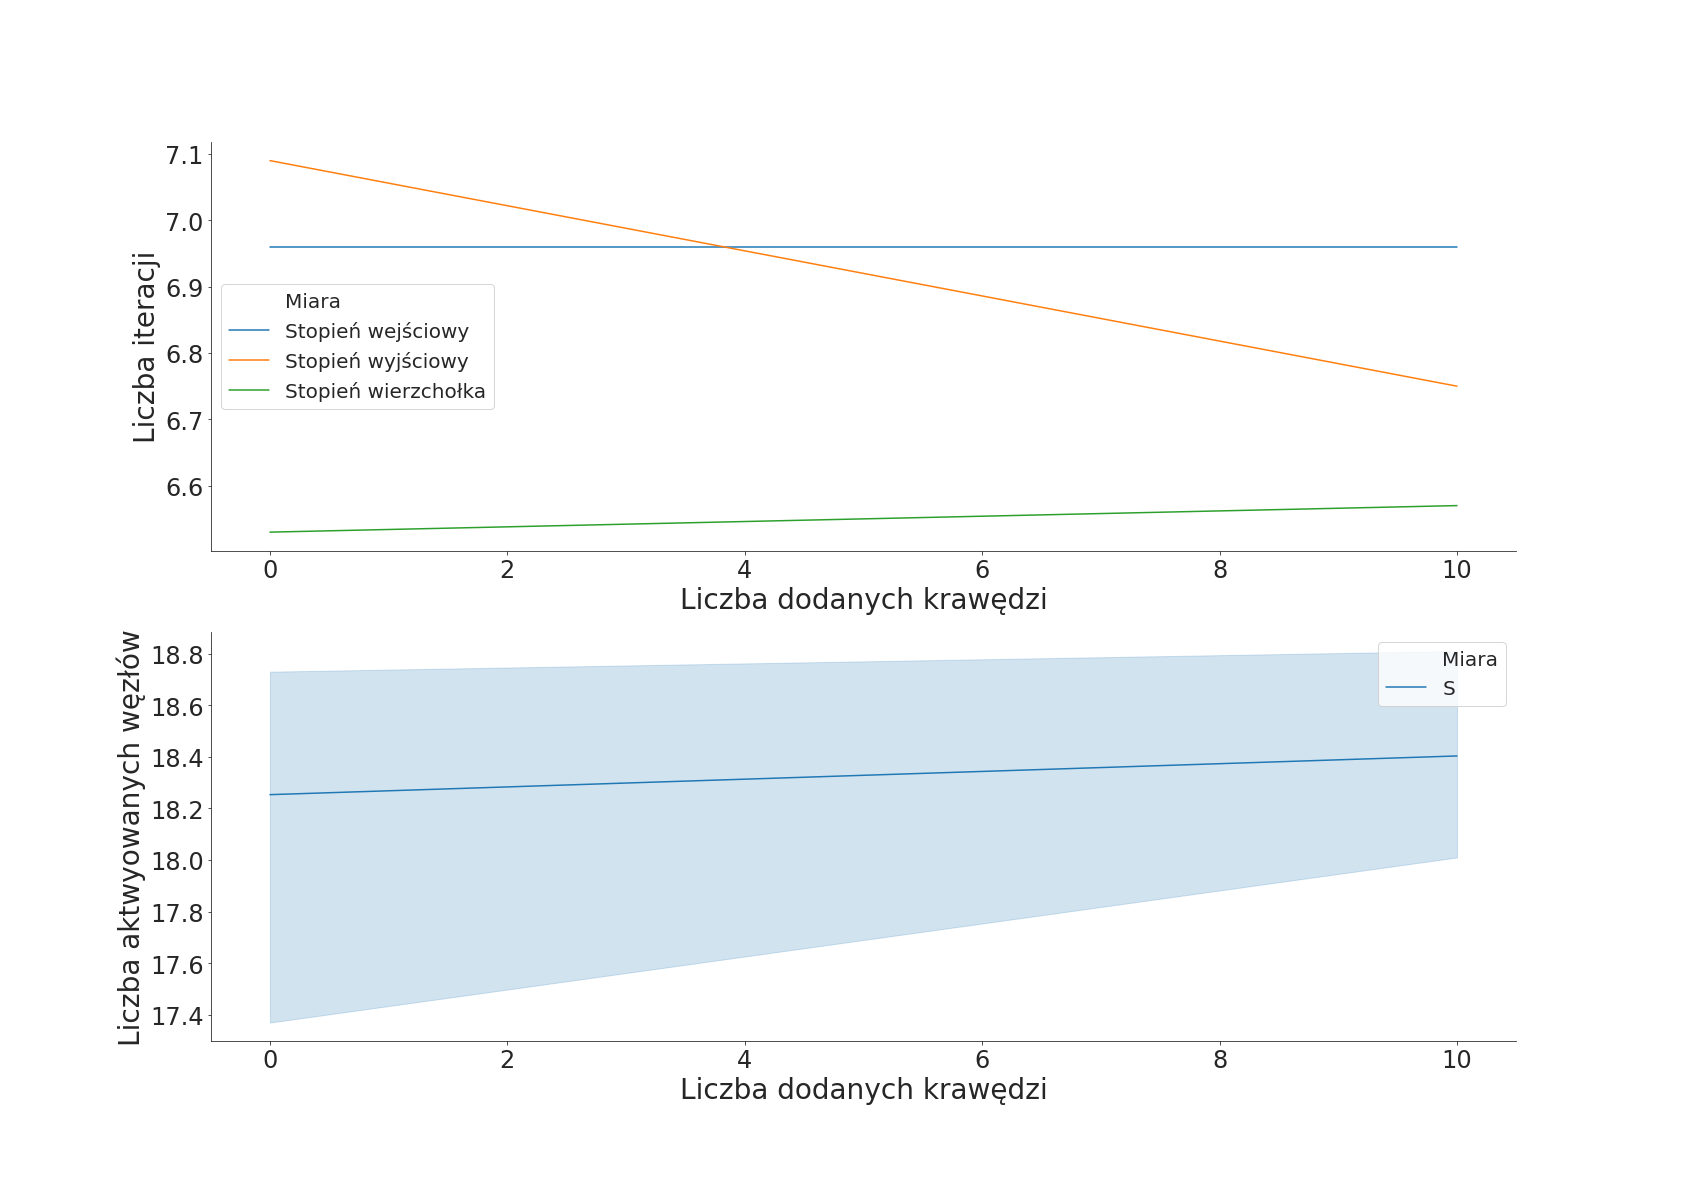 7.1
7.0
6.9
6.8
6.7
6.6
Liczba iteracji
Miara
Stopień wejściowy
Stopień wyjściowy
Stopień wierzchołka
0 2 4 6 8 10
Liczba dodanych krawędzi
18.8
18.6
18.4
18.2
18.0
17.8
17.6
17.4
Liczba aktwyowanych węzłów
Miara
S
0 2 4 6 8 10
Liczba dodanych krawędzi